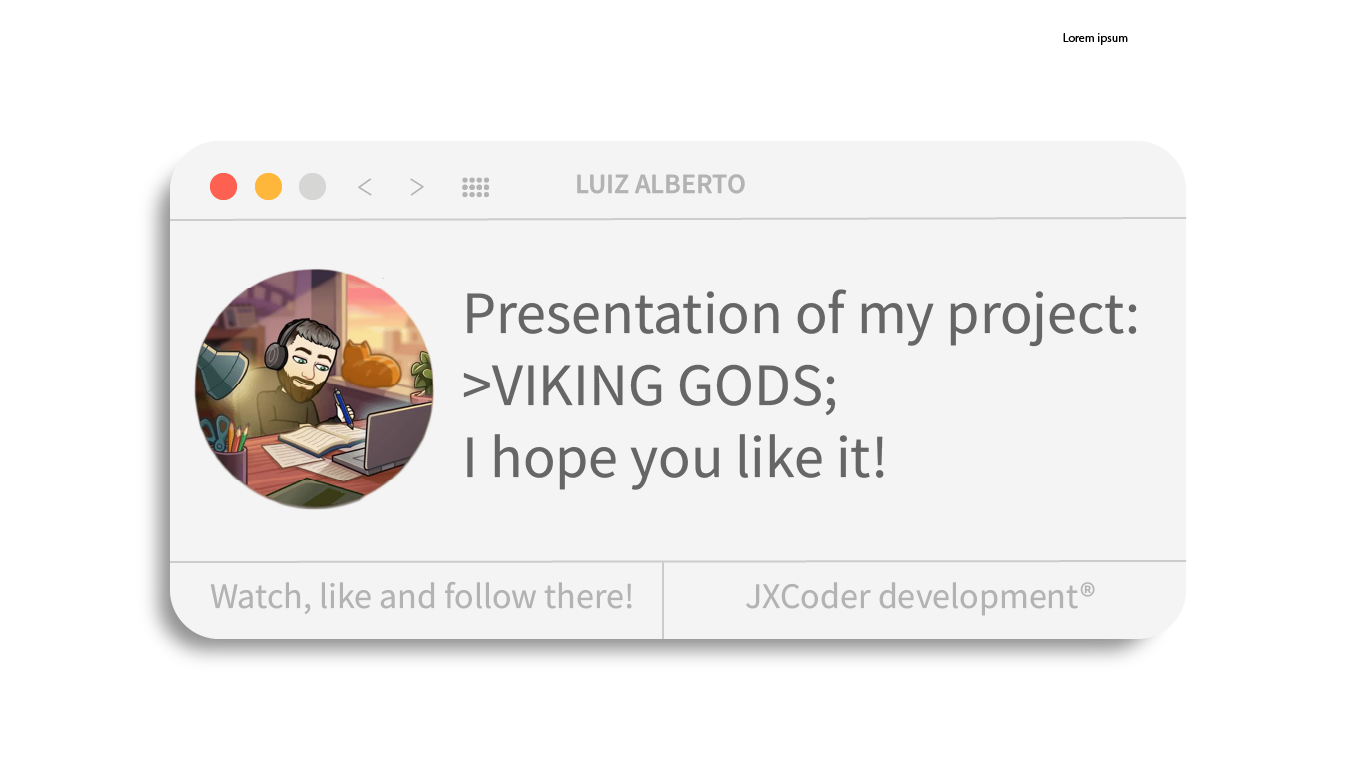 Lorem ipsum
LUIZ ALBERTO
Presentation of my project:
>VIKING GODS;
I hope you like it!
Watch, like and follow there!
JXCoder development®